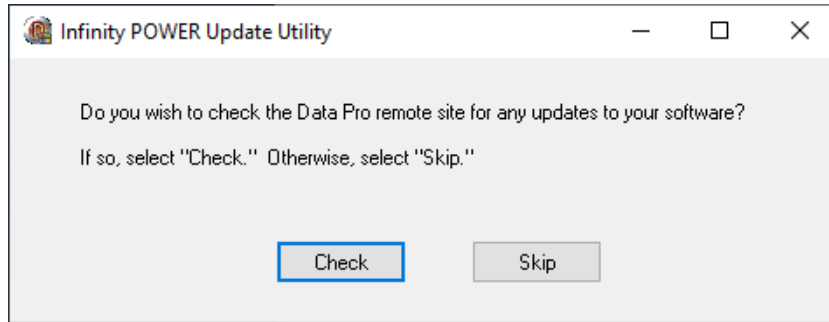 Infinity POWER Update Utility
Do you wish to check the Data Pro remote site for any updates to your software?
If so, select "Check."  Otherwise, select "Skip."
Check Skip